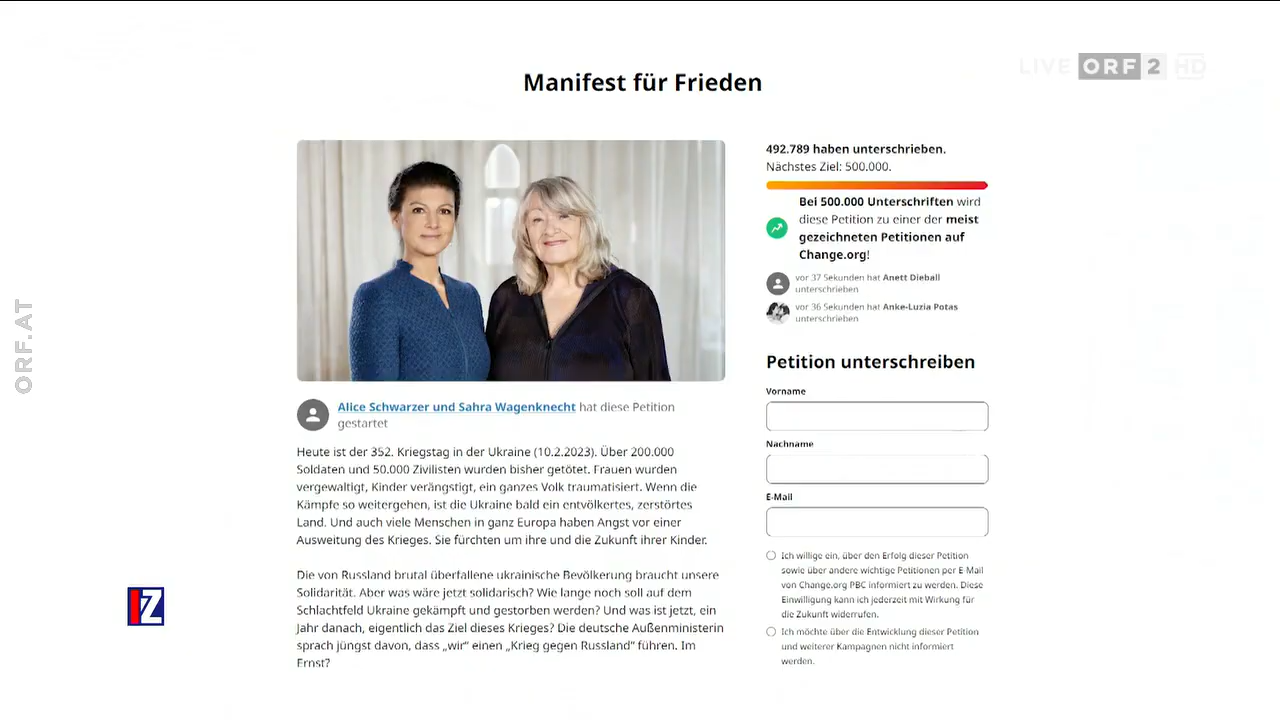 Manifest für Frieden
LIVE ORF 2 HD
492.789 haben unterschrieben.
Nächstes Ziel: 500.000.
Bei 500.000 Unterschriften wird
diese Petition zu einer der meist
gezeichneten Petitionen auf
Change.org!
vor 37 Sekunden hat Anett Dieball
unterschrieben
vor 36 Sekunden hat Anke-Luzia Potas
unterschrieben
Petition unterschreiben
Vorname
Nachname
E-Mail
Ich willige ein, über den Erfolg dieser Petition
sowie über andere wichtige Petitionen per E-Mail
von Change.org PBC informiert zu werden. Diese
Einwilligung kann ich jederzeit mit Wirkung für
die Zukunft widerrufen.
Ich möchte über die Entwicklung dieser Petition
und weiterer Kampagnen nicht informiert
werden.
Alice Schwarzer und Sahra Wagenknecht hat diese Petition
gestartet
Heute ist der 352. Kriegstag in der Ukraine (10.2.2023). Über 200.000
Soldaten und 50.000 Zivilisten wurden bisher getötet. Frauen wurden
vergewaltigt, Kinder verängstigt, ein ganzes Volk traumatisiert. Wenn die
Kämpfe so weitergehen, ist die Ukraine bald ein entvölkertes, zerstörtes
Land. Und auch viele Menschen in ganz Europa haben Angst vor einer
Ausweitung des Krieges. Sie fürchten um ihre und die Zukunft ihrer Kinder.
Die von Russland brutal überfallene ukrainische Bevölkerung braucht unsere
Solidarität. Aber was wäre jetzt solidarisch? Wie lange noch soll auf dem
Schlachtfeld Ukraine gekämpft und gestorben werden? Und was ist jetzt, ein
Jahr danach, eigentlich das Ziel dieses Krieges? Die deutsche Außenministerin
sprach jüngst davon, dass „wir“ einen „Krieg gegen Russland“ führen. Im
Ernst?
ORF.AT
IZ